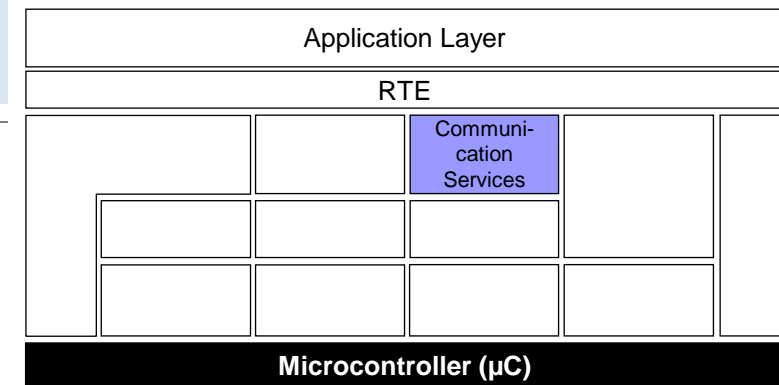 Application Layer
RTE
Communi-
cation
Services
Microcontroller (µC)